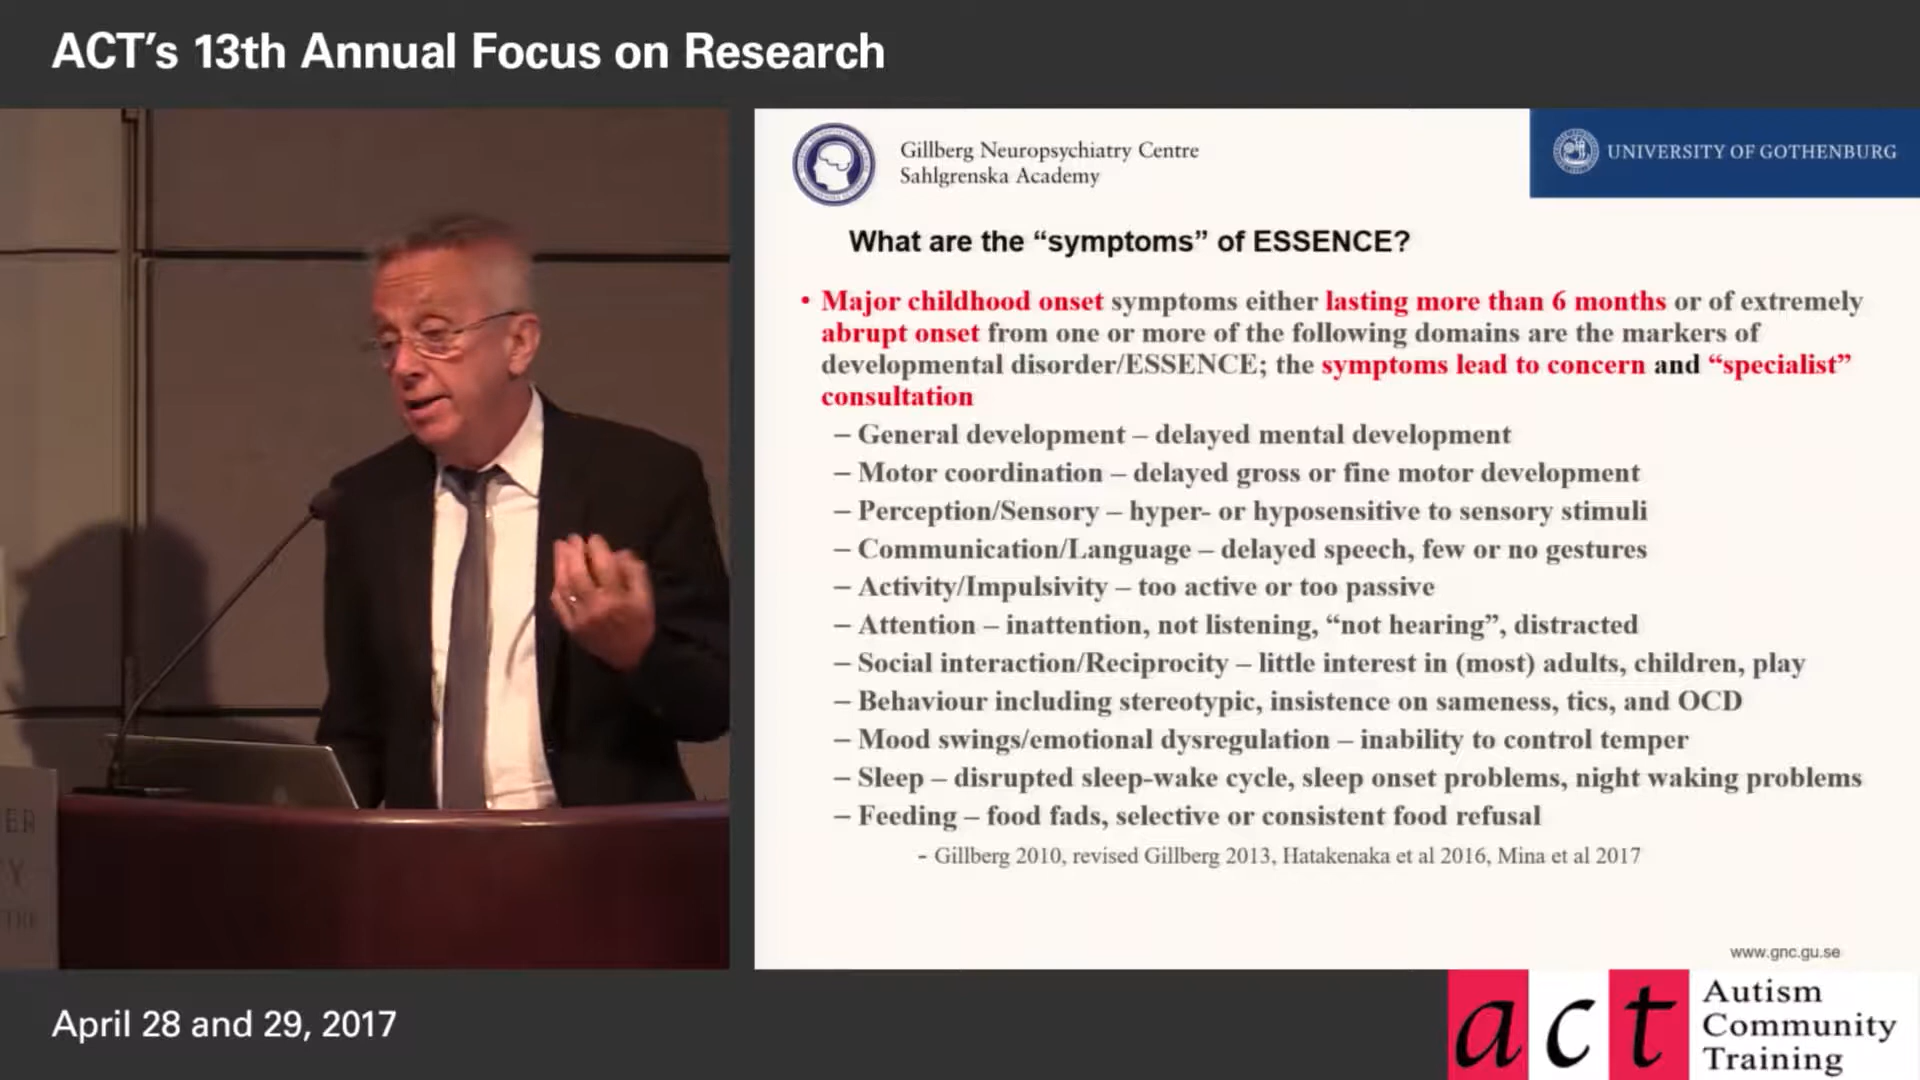 ACT's 13th Annual Focus on Research
Gillberg Neuropsychiatry Centre
Sahlgrenska Academy
UNIVERSITY OF GOTHENBURG
What are the “symptoms” of ESSENCE?
• Major childhood onset symptoms either lasting more than 6 months or of extremely
abrupt onset from one or more of the following domains are the markers of
developmental disorder/ESSENCE; the symptoms lead to concern and “specialist”
consultation
– General development – delayed mental development
– Motor coordination – delayed gross or fine motor development
– Perception/Sensory – hyper- or hyposensitive to sensory stimuli
– Communication/Language – delayed speech, few or no gestures
– Activity/Impulsivity – too active or too passive
– Attention – inattention, not listening, “not hearing”, distracted
– Social interaction/Reciprocity – little interest in (most) adults, children, play
– Behaviour including stereotypic, insistence on sameness, tics, and OCD
– Mood swings/emotional dysregulation – inability to control temper
– Sleep – disrupted sleep-wake cycle, sleep onset problems, night waking problems
– Feeding – food fads, selective or consistent food refusal
- Gillberg 2010, revised Gillberg 2013, Hatakenaka et al 2016, Mina et al 2017
www.gnc.gu.se
April 28 and 29, 2017
act
Autism
Community
Training